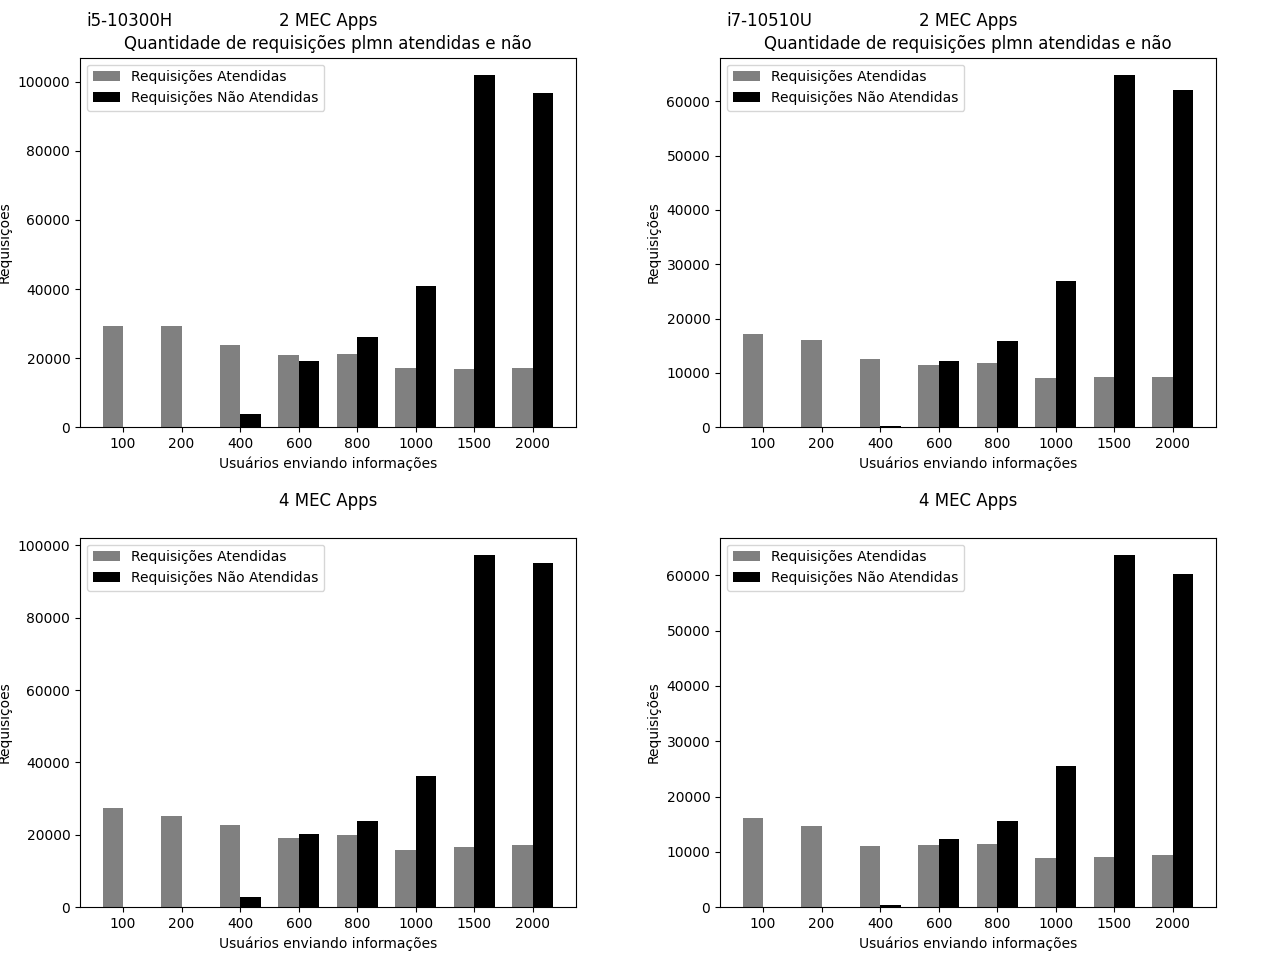 i5-10300H
2 MEC Apps
Quantidade de requisições plmn atendidas e não
Requisições Atendidas
Requisições Não Atendidas
100000
80000
60000
40000
20000
0
Requisições
100 200 400 600 800 1000 1500 2000
Usuários enviando informações
i7-10510U
2 MEC Apps
Quantidade de requisições plmn atendidas e não
Requisições Atendidas
Requisições Não Atendidas
60000
50000
40000
30000
20000
10000
0
Requisições
100 200 400 600 800 1000 1500 2000
Usuários enviando informações
4 MEC Apps
Requisições Atendidas
Requisições Não Atendidas
100000
80000
60000
40000
20000
0
Requisições
100 200 400 600 800 1000 1500 2000
Usuários enviando informações
4 MEC Apps
Requisições Atendidas
Requisições Não Atendidas
60000
50000
40000
30000
20000
10000
0
Requisições
100 200 400 600 800 1000 1500 2000
Usuários enviando informações